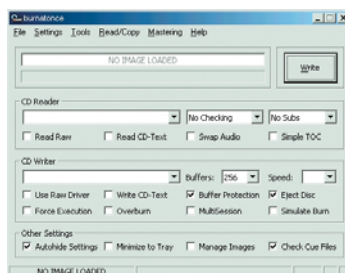 burnatonce
File Settings Tools Read/Copy Mastering Help
NO IMAGE LOADED
Write
CD Reader
No Checking No Subs
Read Raw Read CD-Text Swap Audio Simple TOC
CD Writer
Buffers: 256 Speed:
Use Raw Driver Write CD-Text Buffer Protection Eject Disc
Force Execution Overburn MultiSession Simulate Burn
Other Settings
Autohide Settings Minimize to Tray Manage Images Check Cue Files
NO IMAGE LOADED